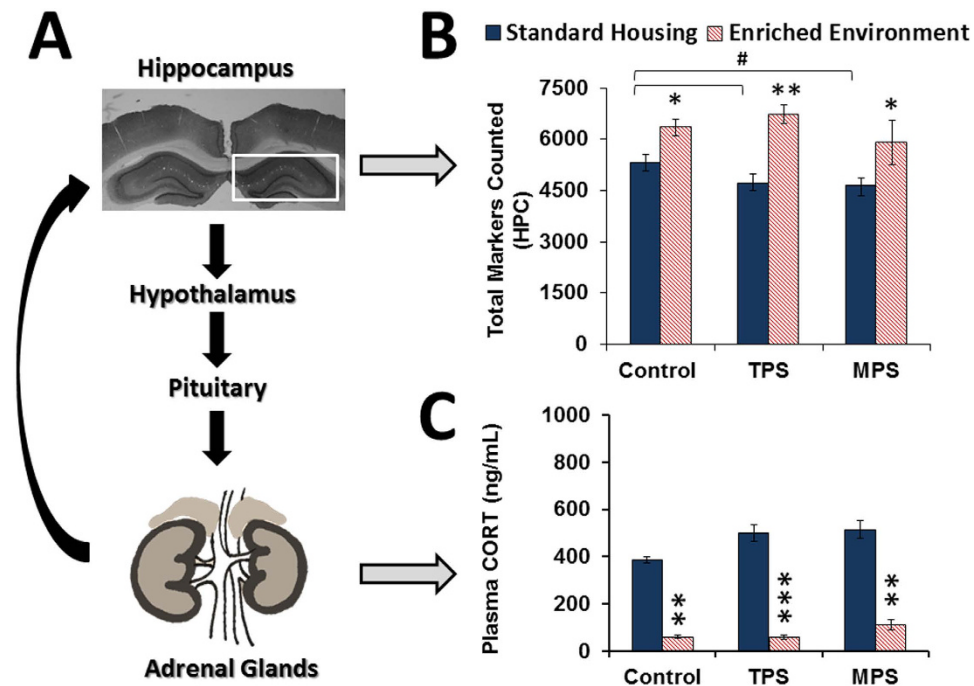 A
Hippocampus
Hypothalamus
Pituitary
Adrenal Glands
B
Standard Housing Enriched Environment
#
* ** *
Total Markers Counted
(HPC)
7500
6000
4500
3000
1500
0
Control TPS MPS
C
Plasma CORT (ng/mL)
1000
800
600
400
200
0
** *** **
Control TPS MPS